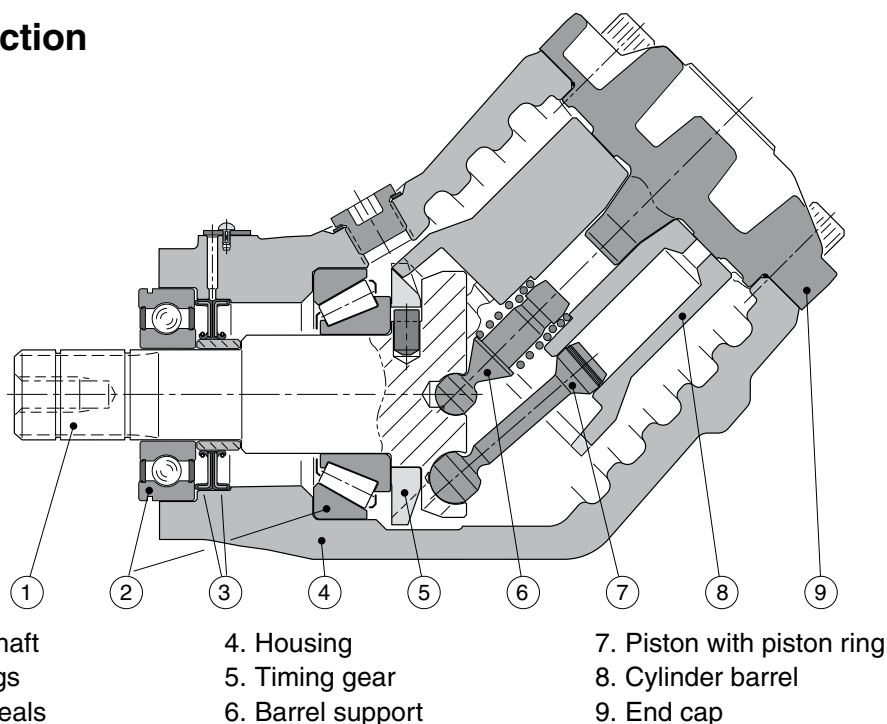 ction
1 2 3 4 5 6 7 8 9
haft 4. Housing 7. Piston with piston ring
gs 5. Timing gear 8. Cylinder barrel
eals 6. Barrel support 9. End cap